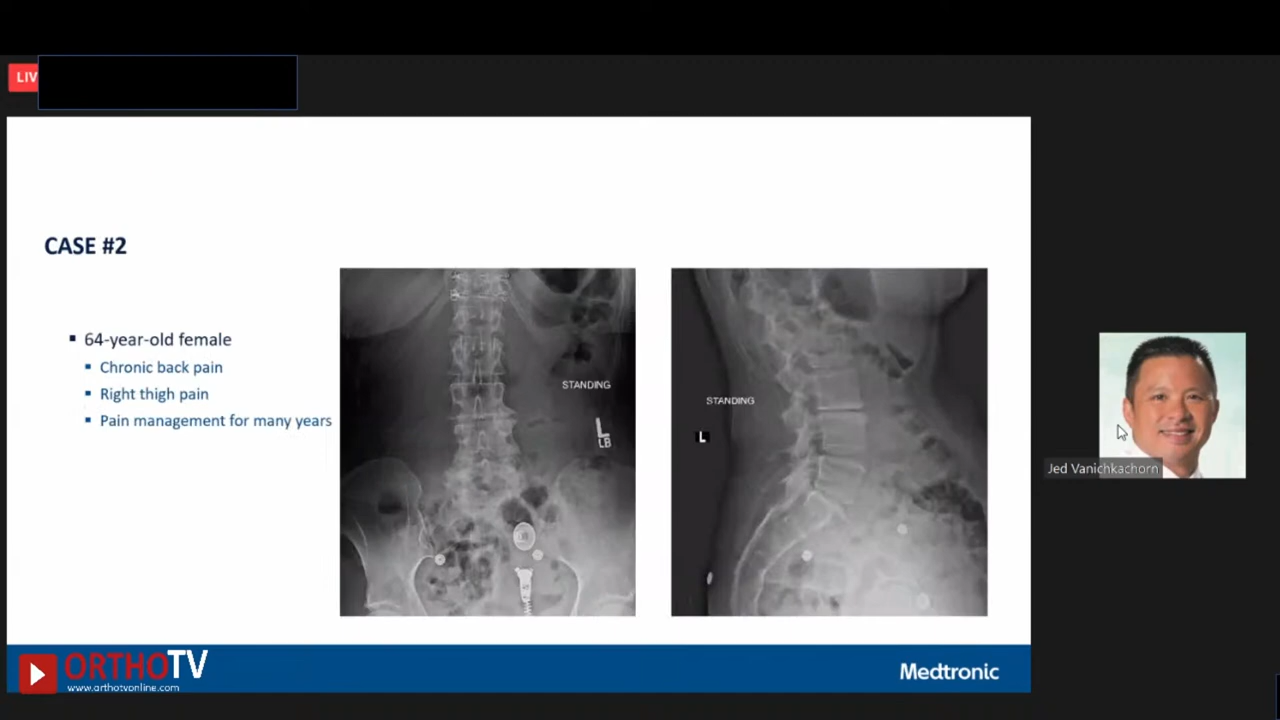 LIV
CASE #2
64-year-old female
Chronic back pain
Right thigh pain
Pain management for many years
STANDING
L
LB
STANDING
L
Jed Vanichkachorn
ORTHOTV
www.orthotvonline.com
Medtronic